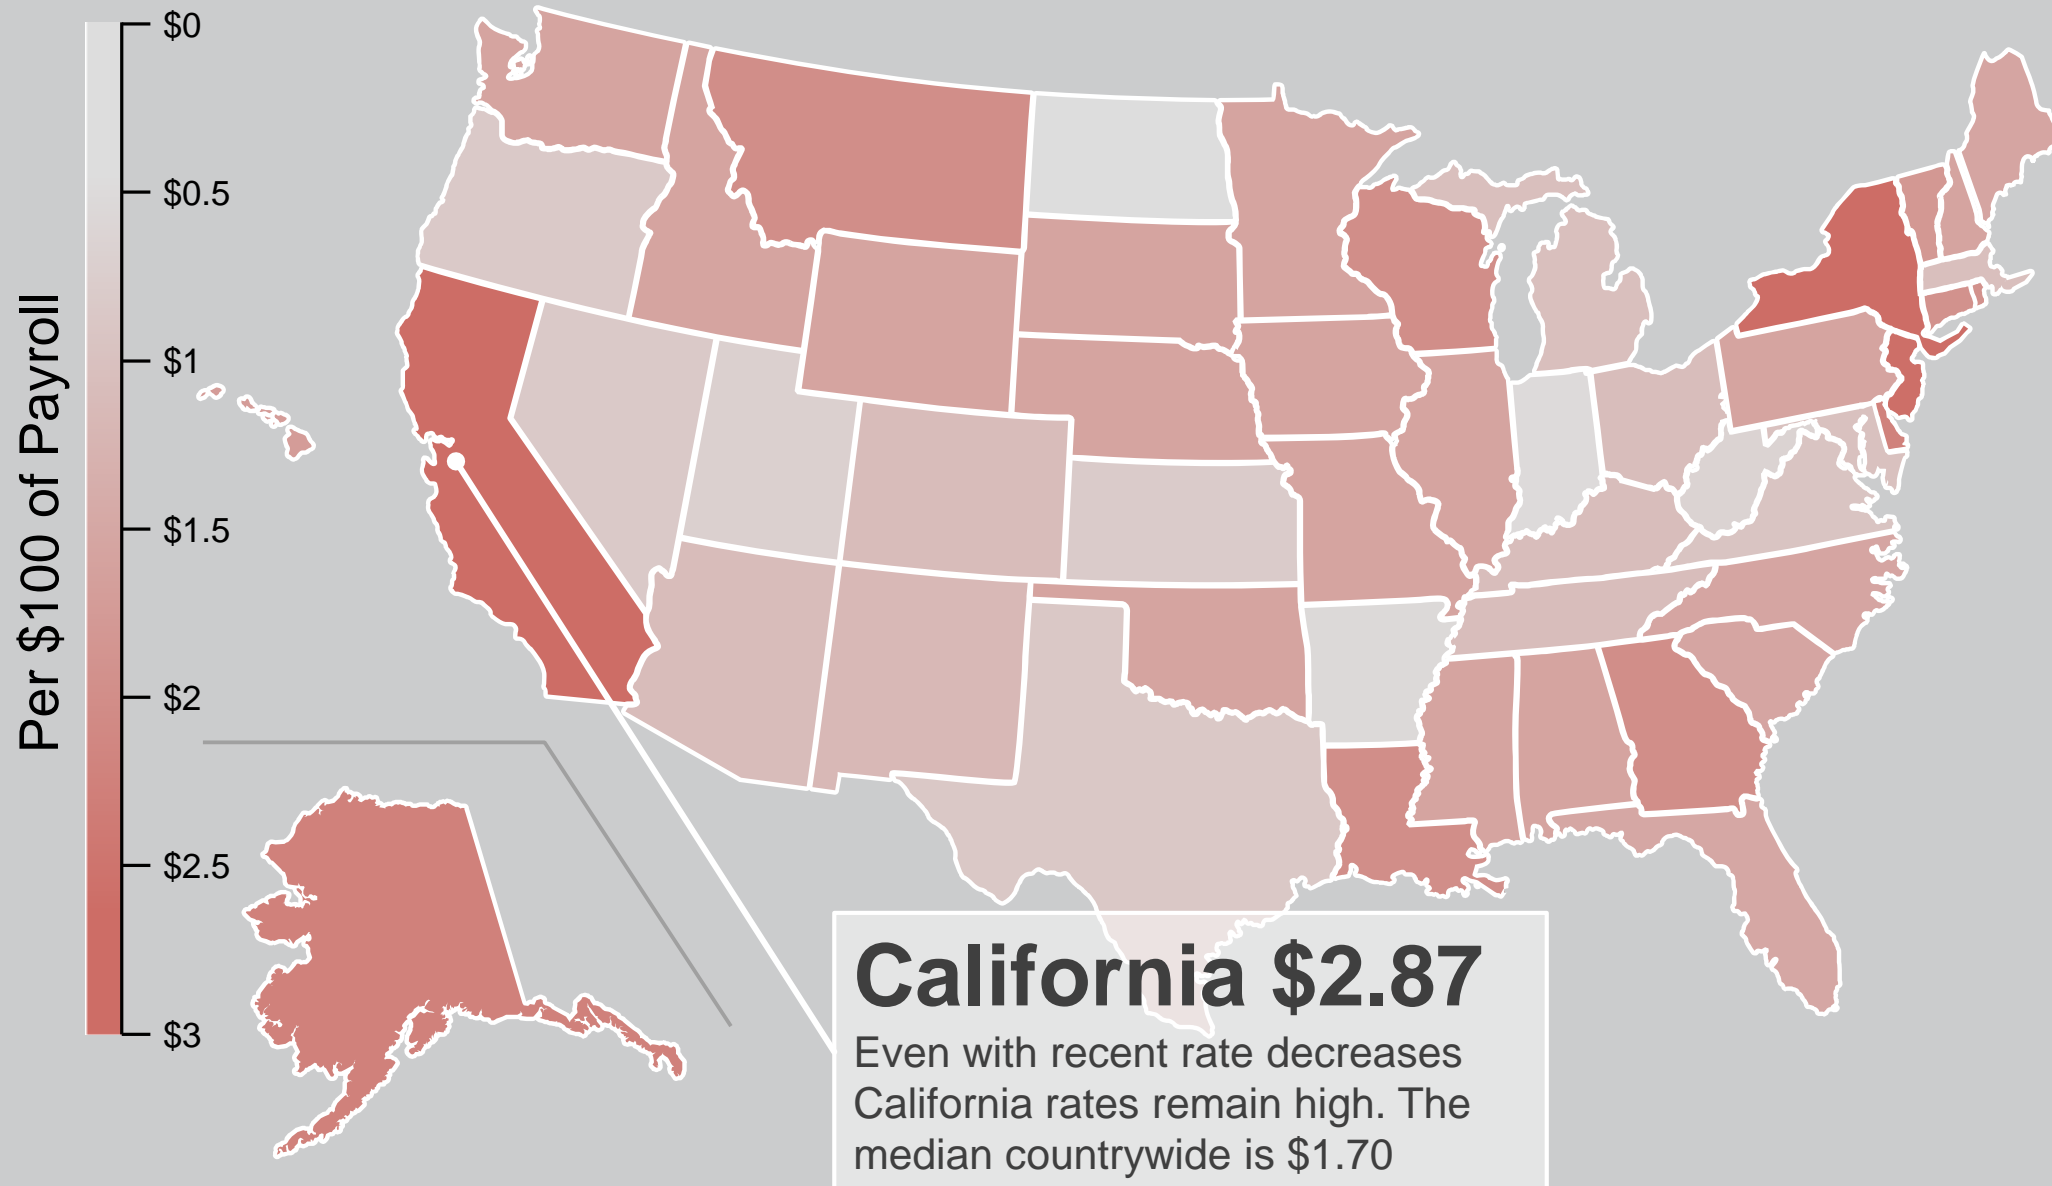 Per $100 of Payroll
$0
$0.5
$1
$1.5
$2
$2.5
$3
California $2.87
Even with recent rate decreases
California rates remain high. The
median countrywide is $1.70